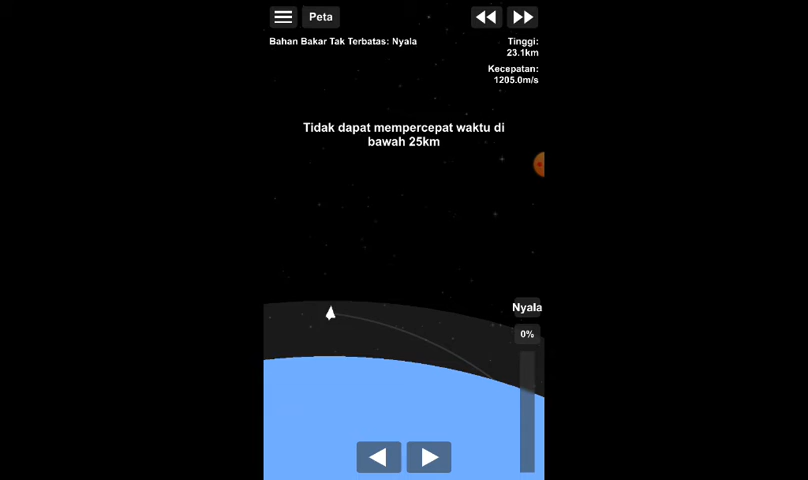 Peta
Bahan Bakar Tak Terbatas: Nyala
Tinggi:
23.1km
Kecepatan:
1205.0m/s
Tidak dapat mempercepat waktu di
bawah 25km
Nyala
0%